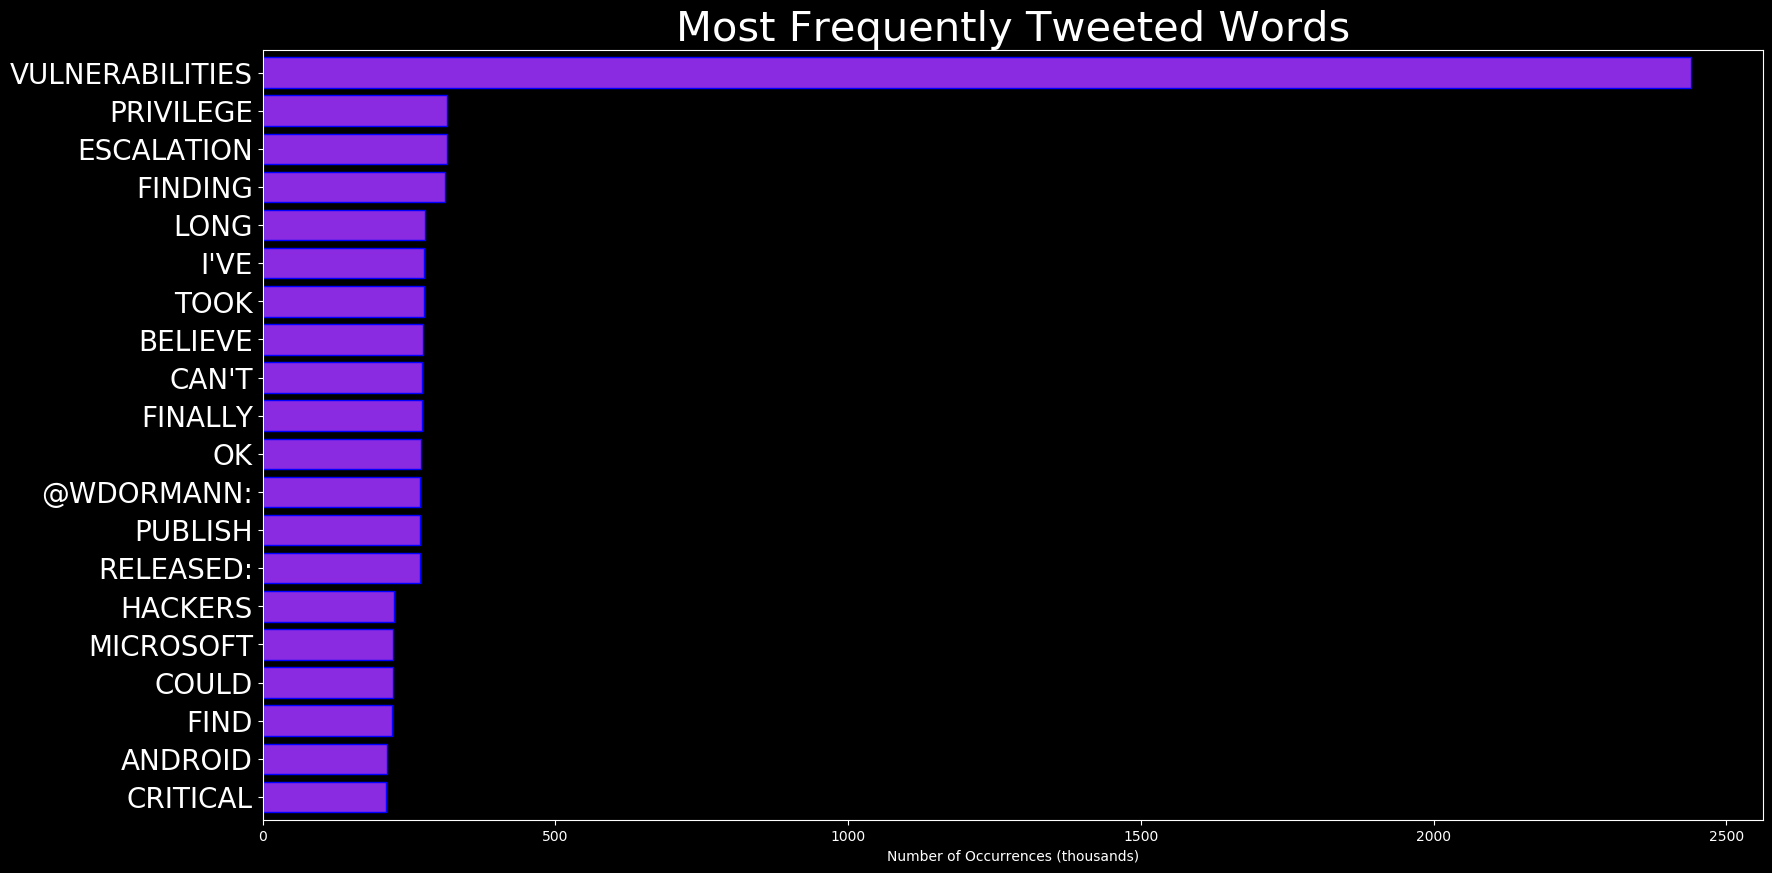 Most Frequently Tweeted Words
VULNERABILITIES
PRIVILEGE
ESCALATION
FINDING
LONG
I'VE
TOOK
BELIEVE
CAN'T
FINALLY
OK
@WDORMANN:
PUBLISH
RELEASED:
HACKERS
MICROSOFT
COULD
FIND
ANDROID
CRITICAL
0 500 1000 1500 2000 2500
Number of Occurrences (thousands)